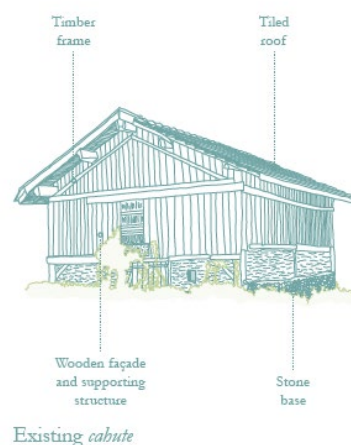 Timber
frame
Tiled
roof
Wooden façade
and supporting
structure
Stone
base
Existing cahute